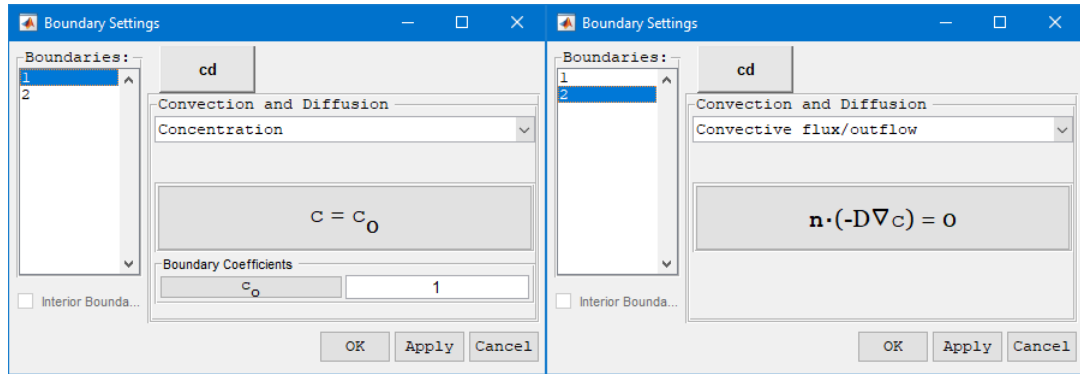 Boundary Settings
Boundaries:
1
2
cd
Convection and Diffusion
Concentration
c = c0
Boundary Coefficients
c0
1
Interior Bounda...
OK Apply Cancel
Boundary Settings
Boundaries:
1
2
cd
Convection and Diffusion
Convective flux/outflow
n·(-D∇c) = 0
Interior Bounda...
OK Apply Cancel